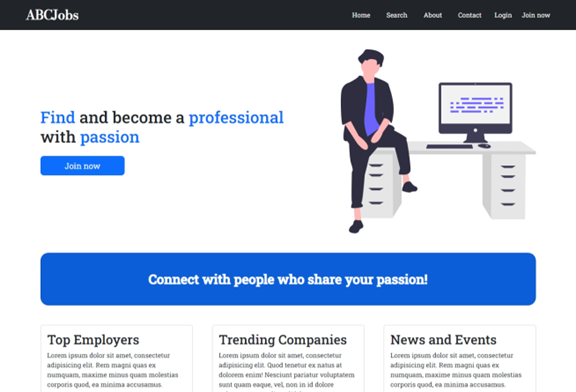 ABCJobs
Home Search About Contact Login Join now
Find and become a professional
with passion
Join now
Connect with people who share your passion!
Top Employers
Lorem ipsum dolor sit amet, consectetur
adipisicing elit. Rem magni quas ex
numquam, maxime minus quam molestias
corporis quod, ea minima accusamus.
Trending Companies
Lorem ipsum dolor sit amet, consectetur
adipisicing elit. Quod tenetur ex natus at
dolorem enim! Nesciunt pariatur voluptatem
sunt quam eaque, vel, non in id dolore
News and Events
Lorem ipsum dolor sit amet, consectetur
adipisicing elit. Rem magni quas ex
numquam, maxime minus quam molestias
corporis quod, ea minima accusamus.